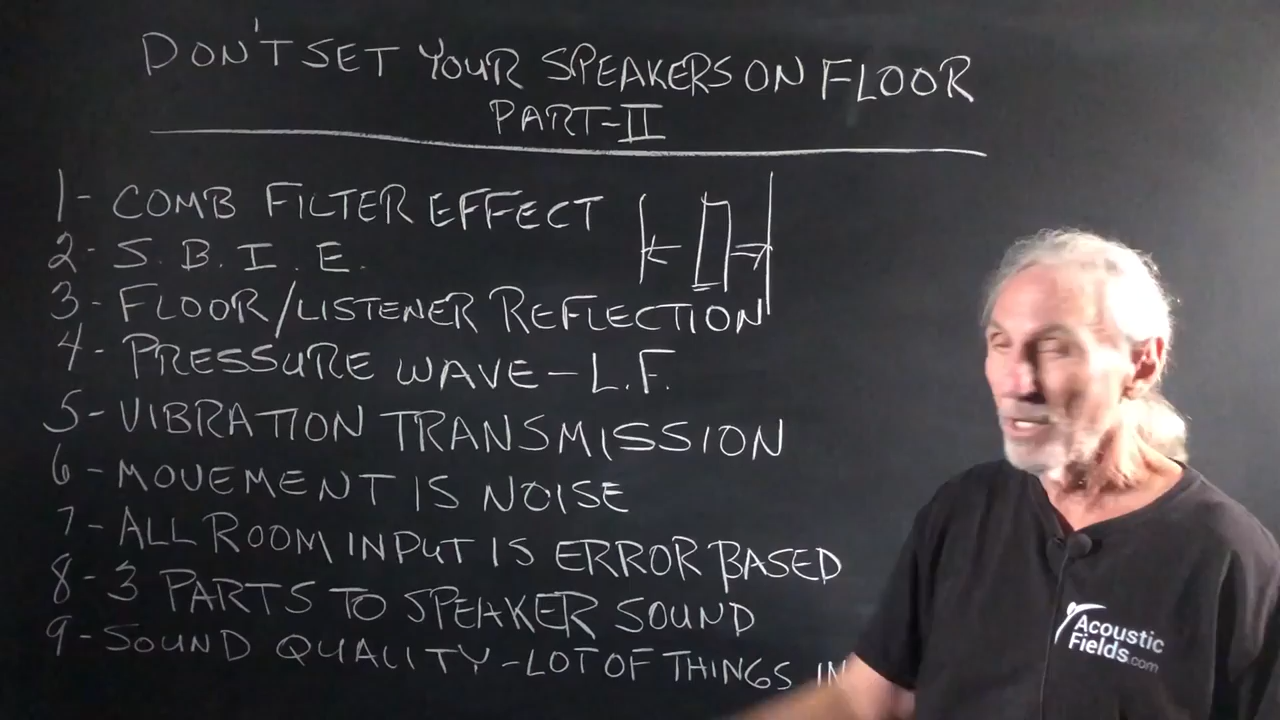 DON'T SET YOUR SPEAKERS ON FLOOR
PART-II
1- COMB FILTER EFFECT
2- S.B.I.E.
3- FLOOR/LISTENER REFLECTION
4- PRESSURE WAVE-L.F.
5- VIBRATION TRANSMISSION
6- MOVEMENT IS NOISE
7- ALL ROOM INPUT IS ERROR BASED
8- 3 PARTS TO SPEAKER SOUND
9- SOUND QUALITY-LOT OF THINGS
Acoustic
Fields.com